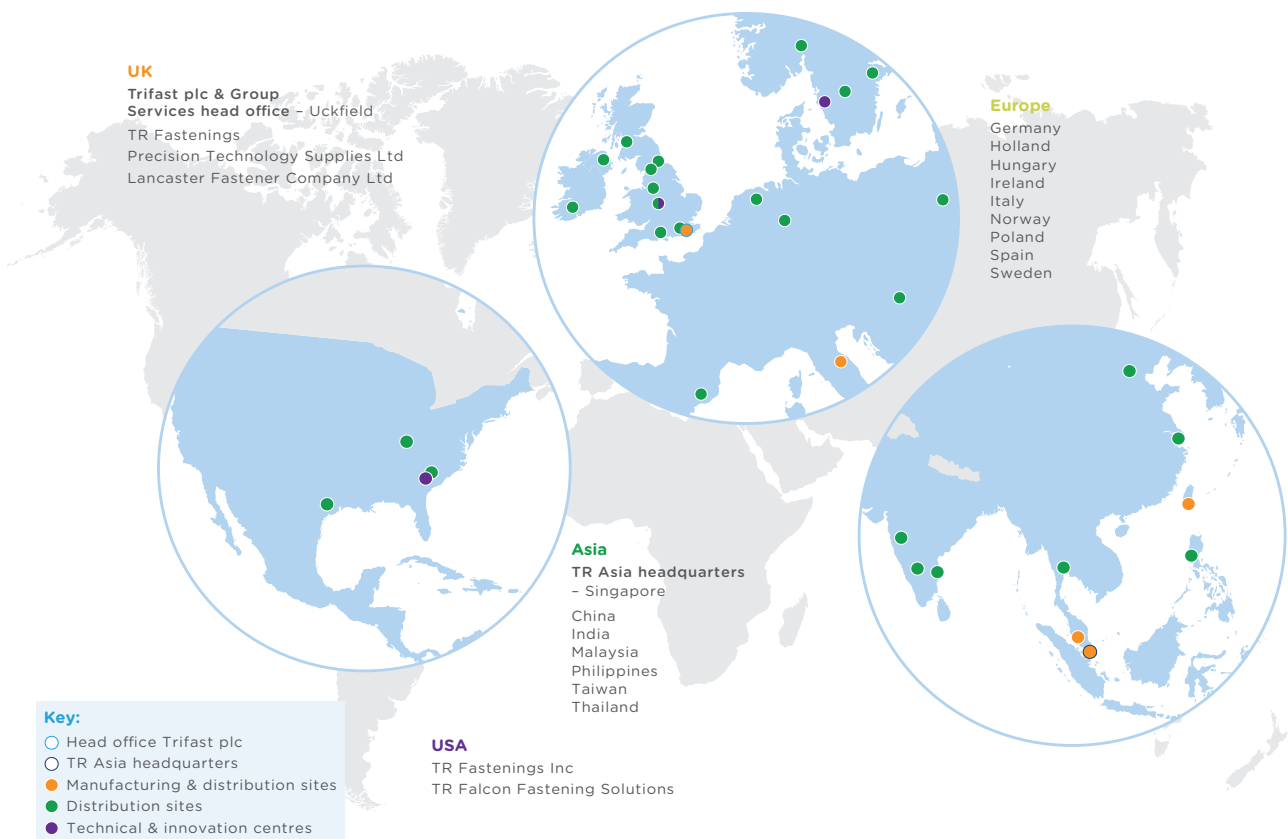 UK
Trifast plc & Group
Services head office – Uckfield
TR Fastenings
Precision Technology Supplies Ltd
Lancaster Fastener Company Ltd
Europe
Germany
Holland
Hungary
Ireland
Italy
Norway
Poland
Spain
Sweden
Asia
TR Asia headquarters
– Singapore
China
India
Malaysia
Philippines
Taiwan
Thailand
USA
TR Fastenings Inc
TR Falcon Fastening Solutions
Key:
Head office Trifast plc
TR Asia headquarters
Manufacturing & distribution sites
Distribution sites
Technical & innovation centres